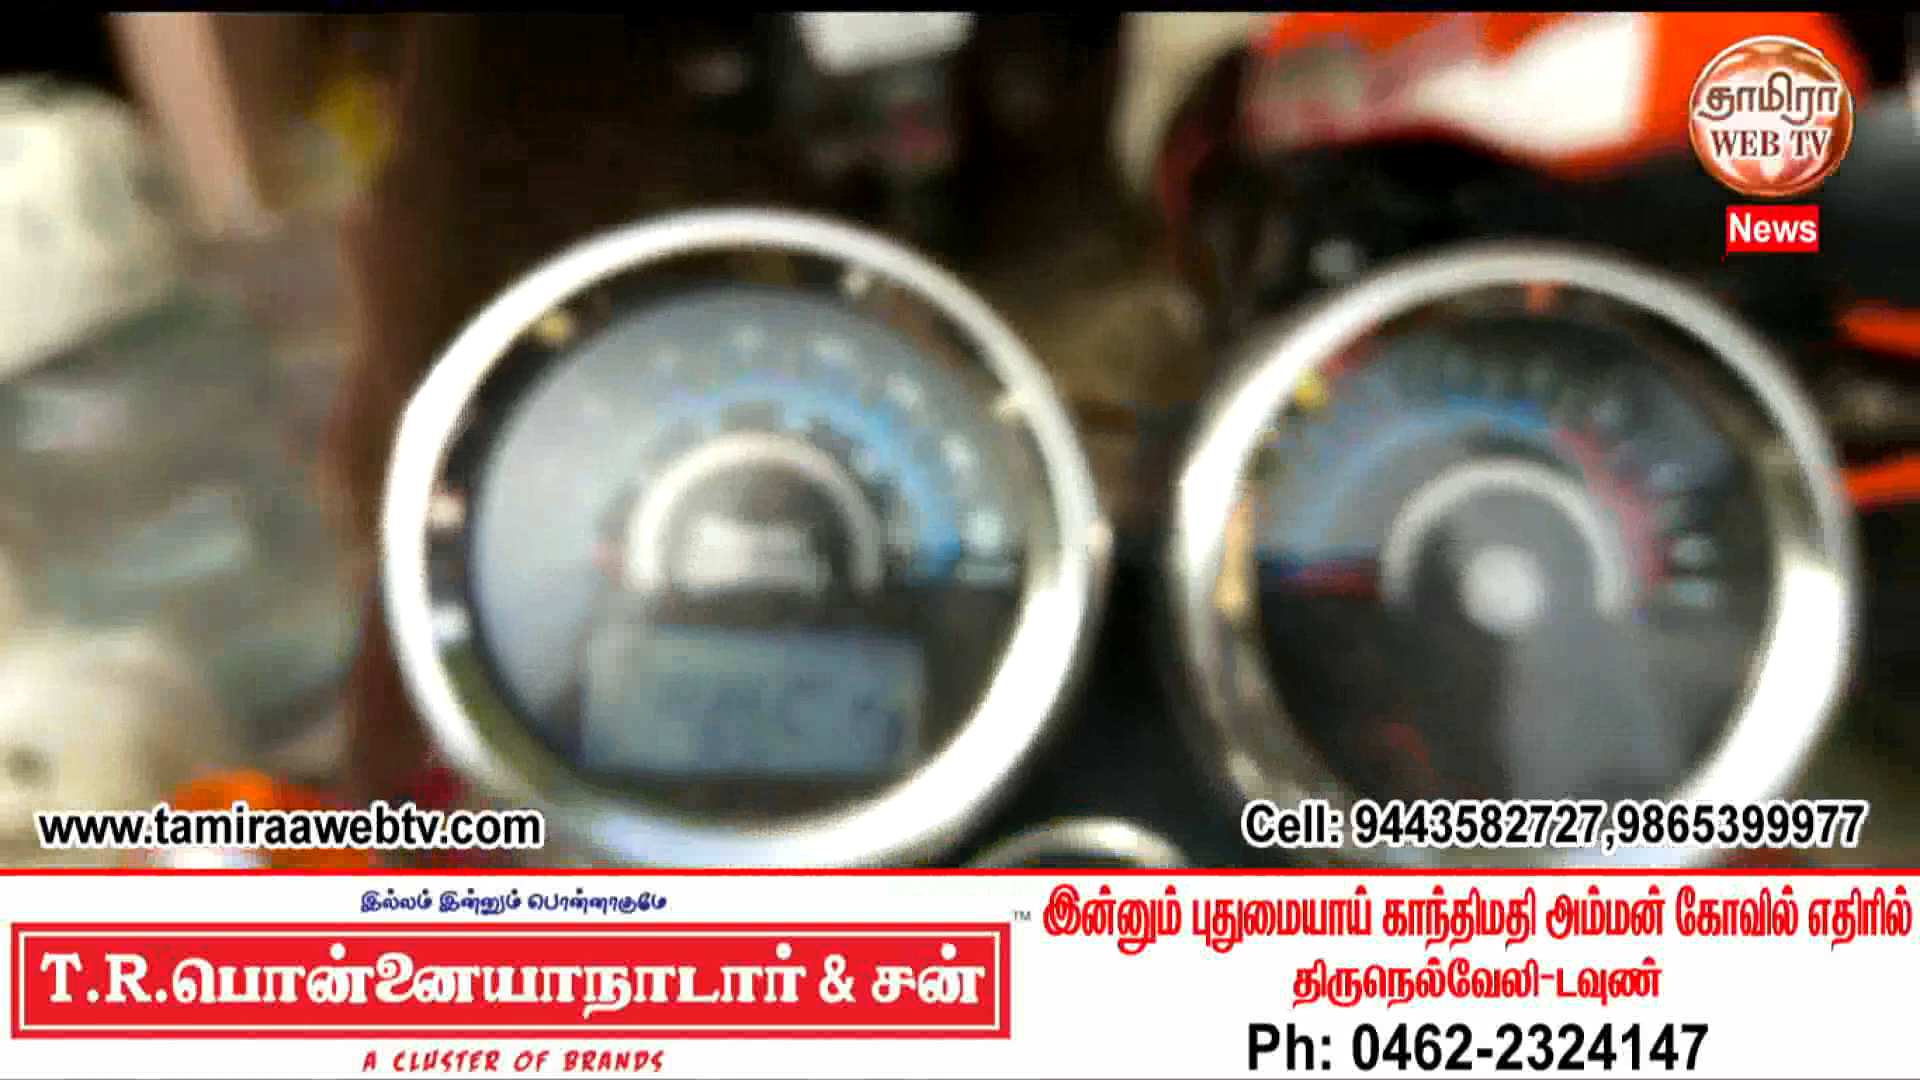 தாமிரா
WEB TV
News
www.tamiraawebtv.com
Cell: 9443582727,9865399977
இல்லம் இன்னும் பொன்னாகுமே
T.R.பொன்னையாநாடார் & சன்
TM
A CLUSTER OF BRANDS
இன்னும் புதுமையாய் காந்திமதி அம்மன் கோவில் எதிரில்
திருநெல்வேலி-டவுண்
Ph: 0462-2324147